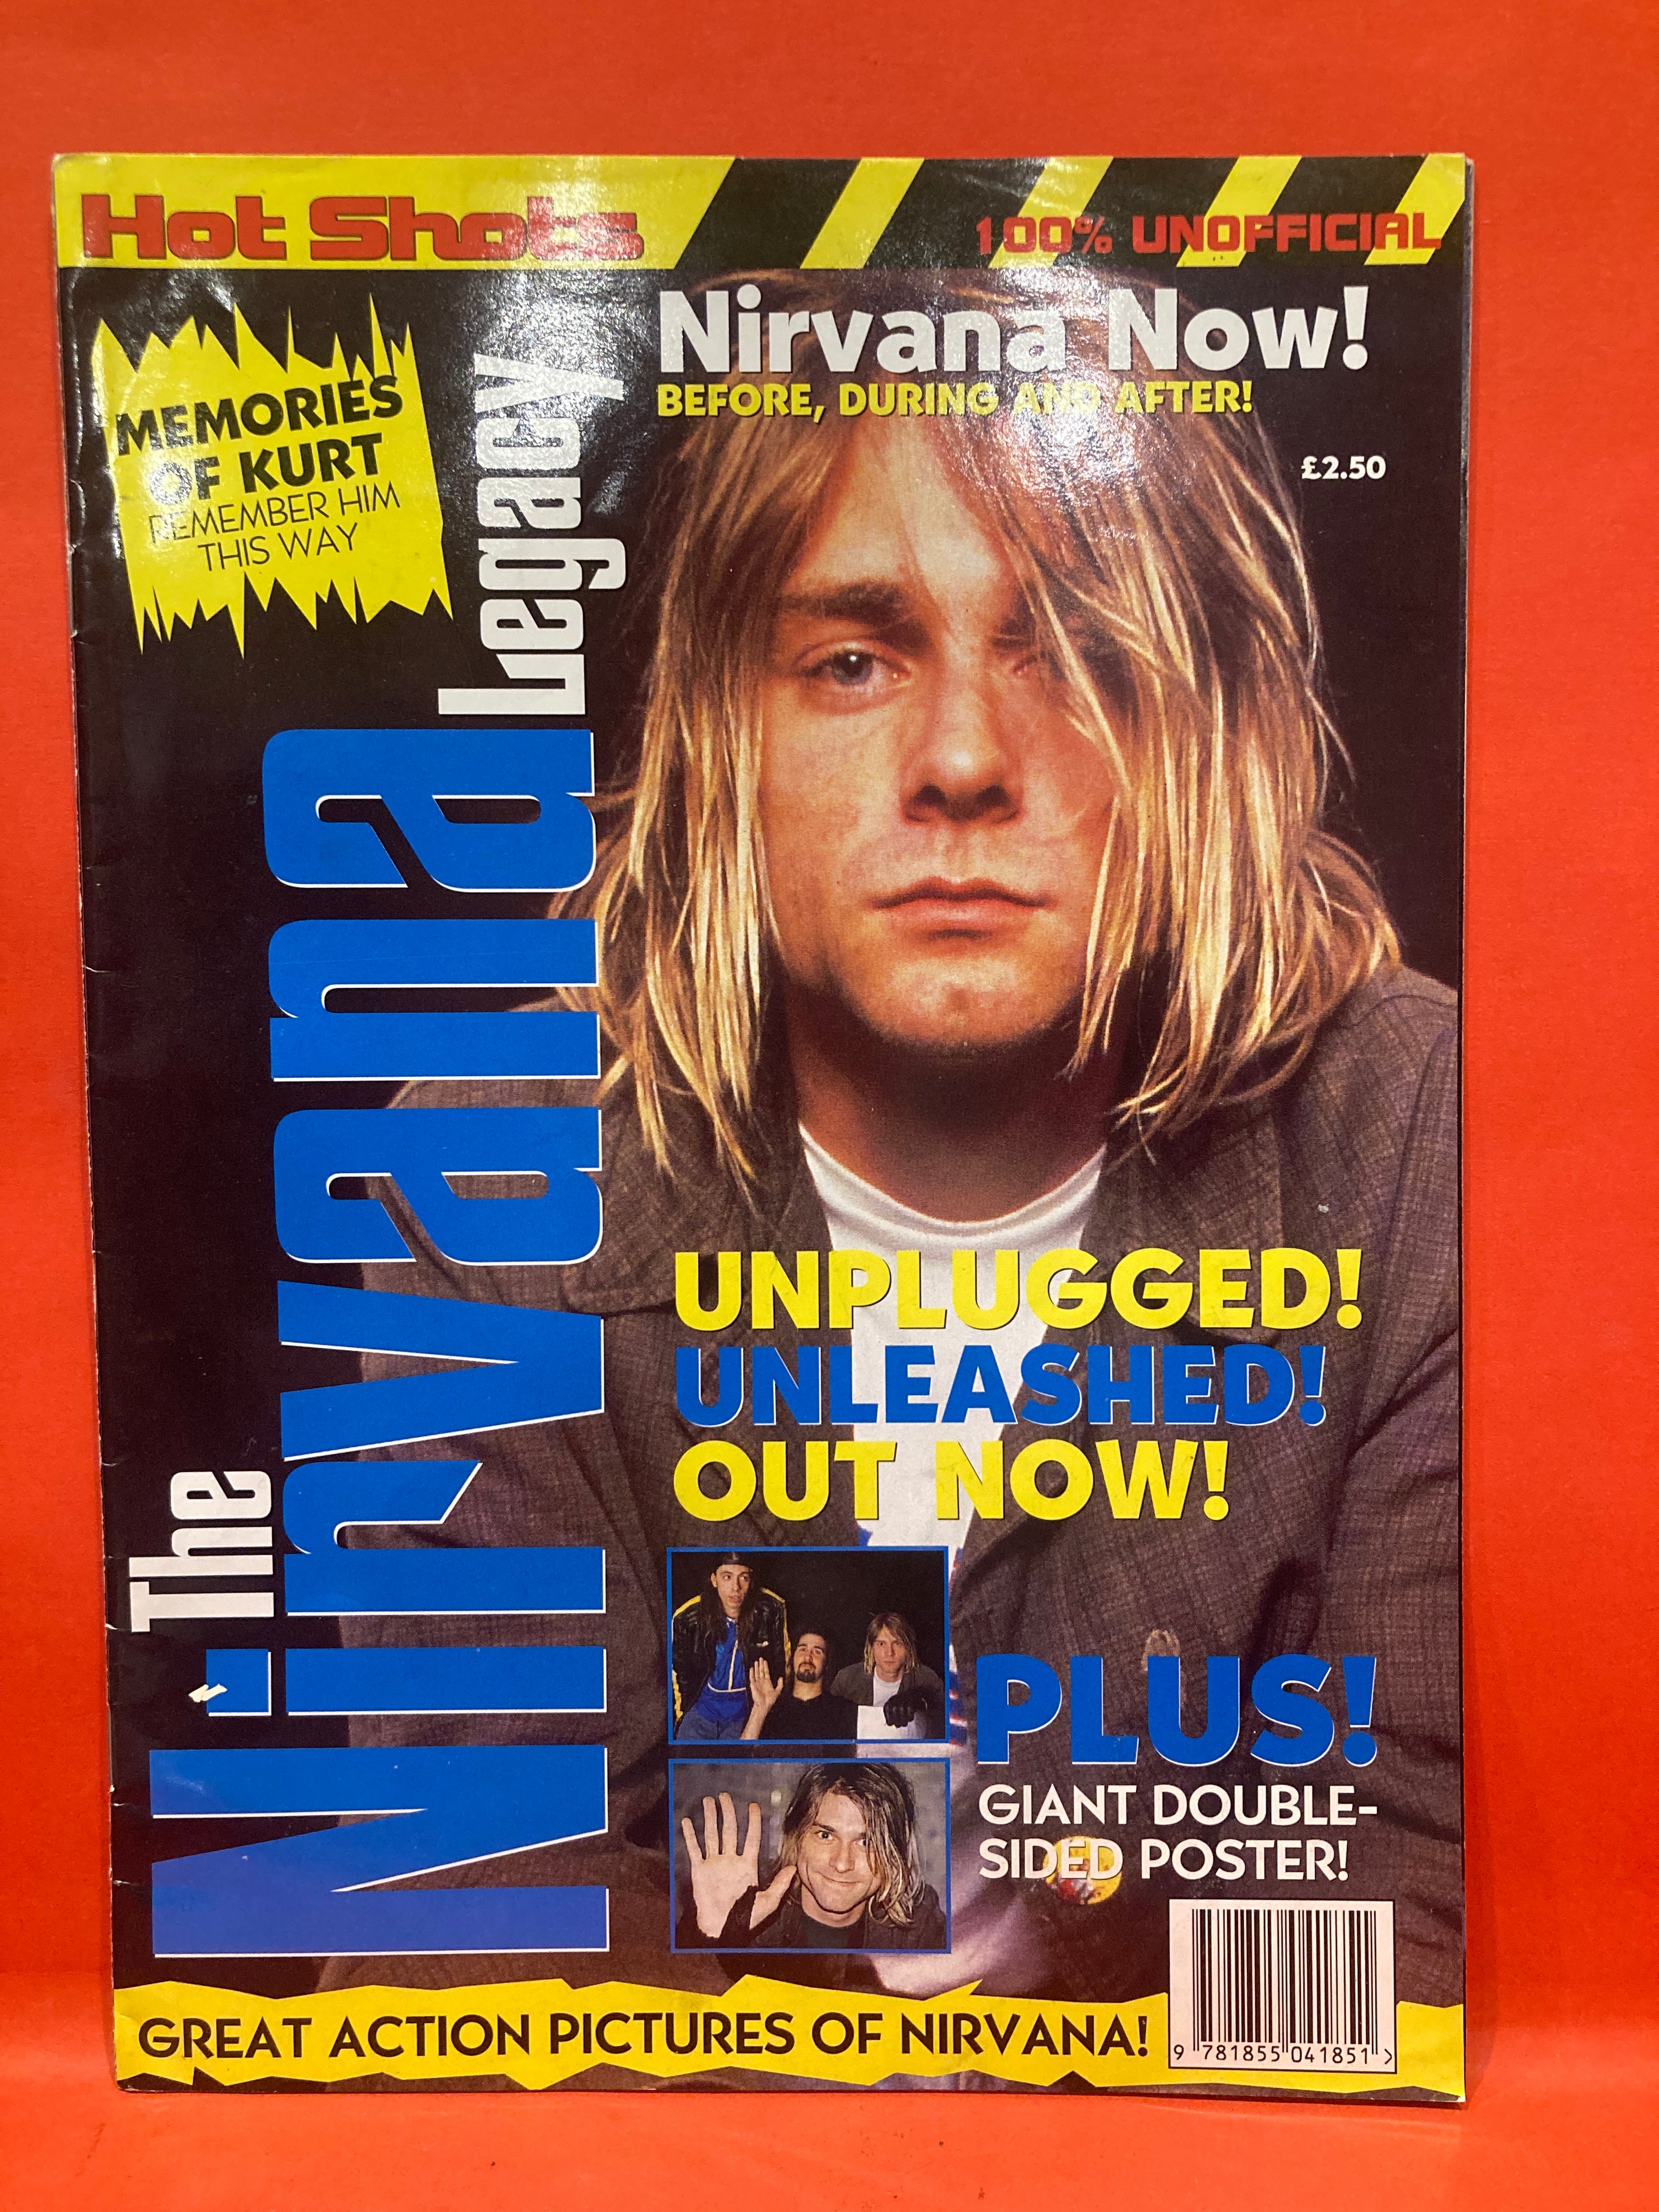 Hot Shots
100% UNOFFICIAL
Nirvana Now!
BEFORE, DURING AND AFTER!
£2.50
MEMORIES
OF KURT
REMEMBER HIM
THIS WAY
The
Nirvana
Legacy
UNPLUGGED!
UNLEASHED!
OUT NOW!
PLUS!
GIANT DOUBLE-
SIDED POSTER!
GREAT ACTION PICTURES OF NIRVANA!
9 781855 041851 >